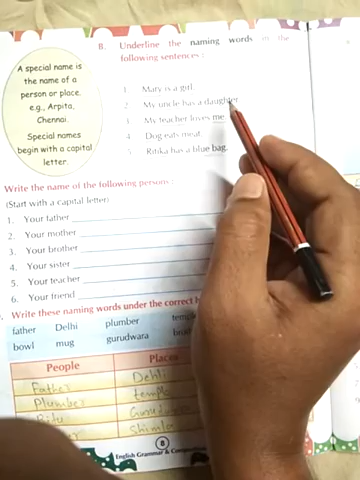 B. Underline the naming words in the
following sentences :
A special name is
the name of a
person or place.
e.g., Arpita,
Chennai.
Special names
begin with a capital
letter.
1 Mary is a girl.
2 My uncle has a daughter
3 My teacher loves me
4 Dog eats meat
5 Ritika has a blue bag.
Write the name of the following persons :
(Start with a capital letter)
1. Your father
2. Your mother
3. Your brother
4. Your sister
5. Your teacher
6. Your friend
Write these naming words under the correct
father Delhi plumber
bowl mug gurudwara
People Places
Father Dehli
Plumber temple
Ritu
Shimla
8
English Grammar &